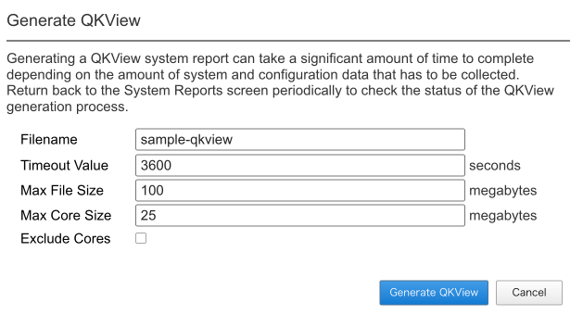 Generate QKView
Generating a QKView system report can take a significant amount of time to complete
depending on the amount of system and configuration data that has to be collected.
Return back to the System Reports screen periodically to check the status of the QKView
generation process.
Filename sample-qkview
Timeout Value 3600 seconds
Max File Size 100 megabytes
Max Core Size 25 megabytes
Exclude Cores
Generate QKView Cancel